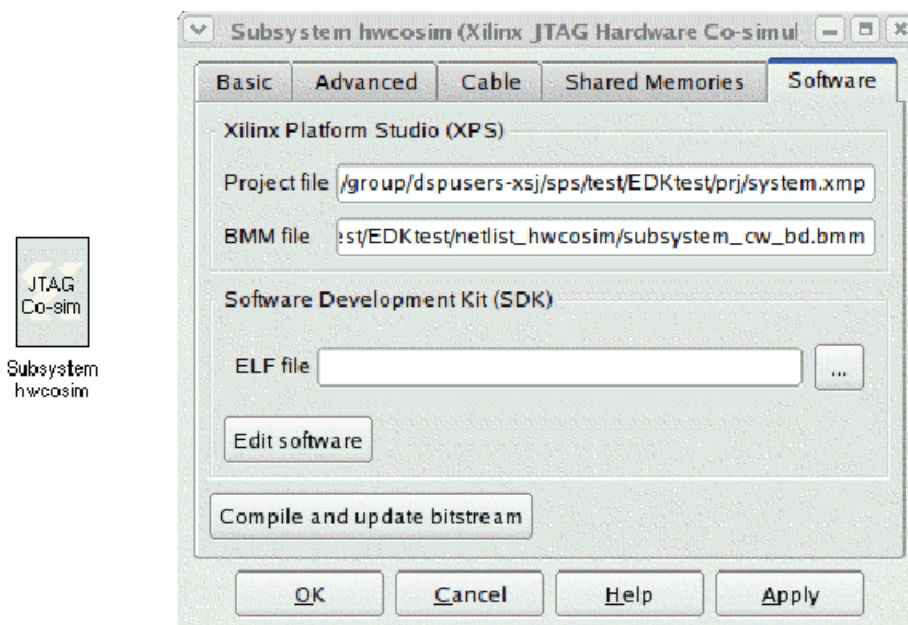 Subsystem hwcosim (Xilinx JTAG Hardware Co-simul
Basic Advanced Cable Shared Memories Software
Xilinx Platform Studio (XPS)
Project file /group/dspusers-xsj/sps/test/EDKtest/prj/system.xmp
BMM file est/EDKtest/netlist_hwcosim/subsystem_cw_bd.bmm
JTAG
Co-sim
Subsystem
hwcosim
Software Development Kit (SDK)
ELF file ...
Edit software
Compile and update bitstream
OK Cancel Help Apply